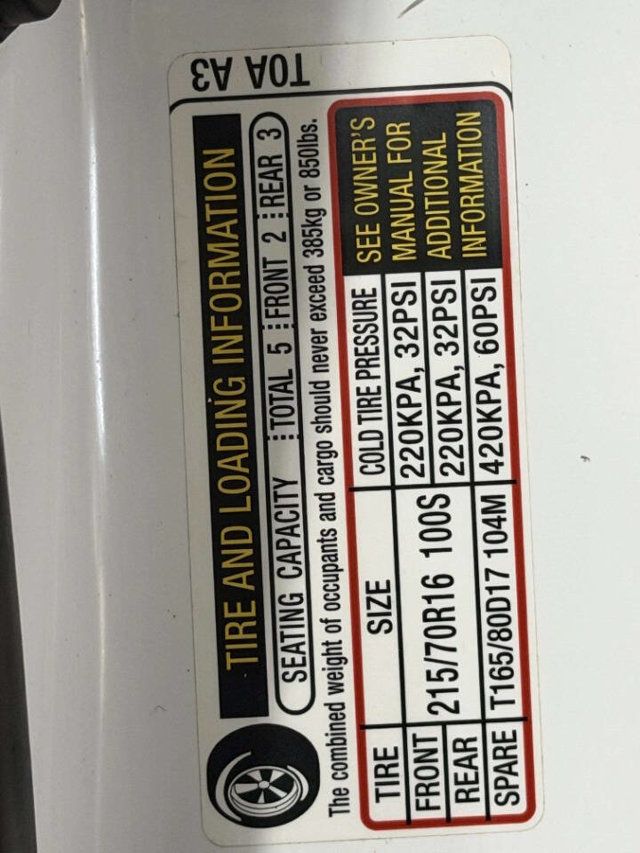 TIRE AND LOADING INFORMATION
SEATING CAPACITY TOTAL 5 FRONT 2 REAR 3
The combined weight of occupants and cargo should never exceed 385kg or 850lbs.
TIRE SIZE COLD TIRE PRESSURE
FRONT 215/70R16 100S 220KPA, 32PSI
REAR 220KPA, 32PSI
SPARE T165/80D17 104M 420KPA, 60PSI
SEE OWNER'S
MANUAL FOR
ADDITIONAL
INFORMATION
T0A A3